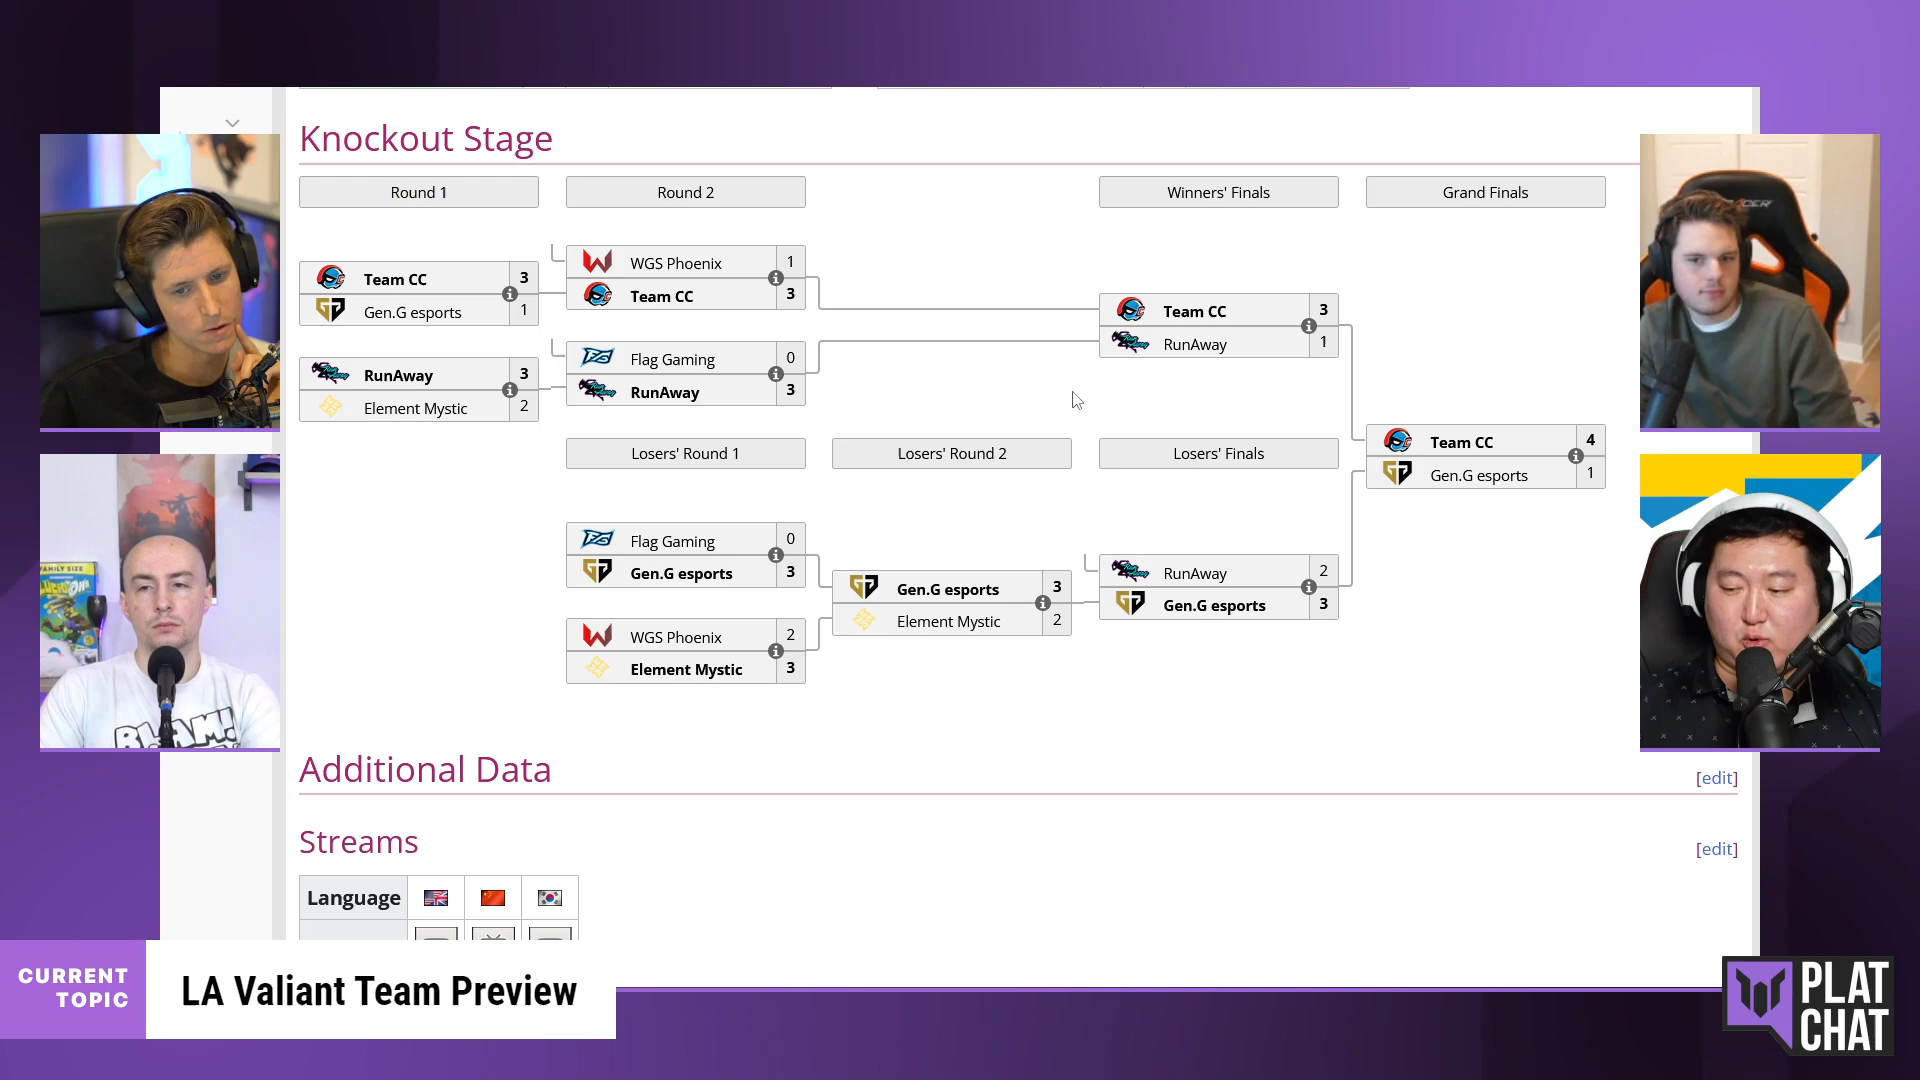 Knockout Stage
Round 1
Round 2
Winners' Finals
Grand Finals
Team CC 3
Gen.G esports 1
RunAway 3
Element Mystic 2
WGS Phoenix 1
Team CC 3
Flag Gaming 0
RunAway 3
Team CC 3
RunAway 1
Team CC 4
Gen.G esports 1
Losers' Round 1
Losers' Round 2
Losers' Finals
Flag Gaming 0
Gen.G esports 3
WGS Phoenix 2
Element Mystic 3
Gen.G esports 3
Element Mystic 2
RunAway 2
Gen.G esports 3
FAMILY SIZE
BLAM!
Additional Data
[edit]
Streams
[edit]
Language
CURRENT
TOPIC
LA Valiant Team Preview
PLAT
CHAT